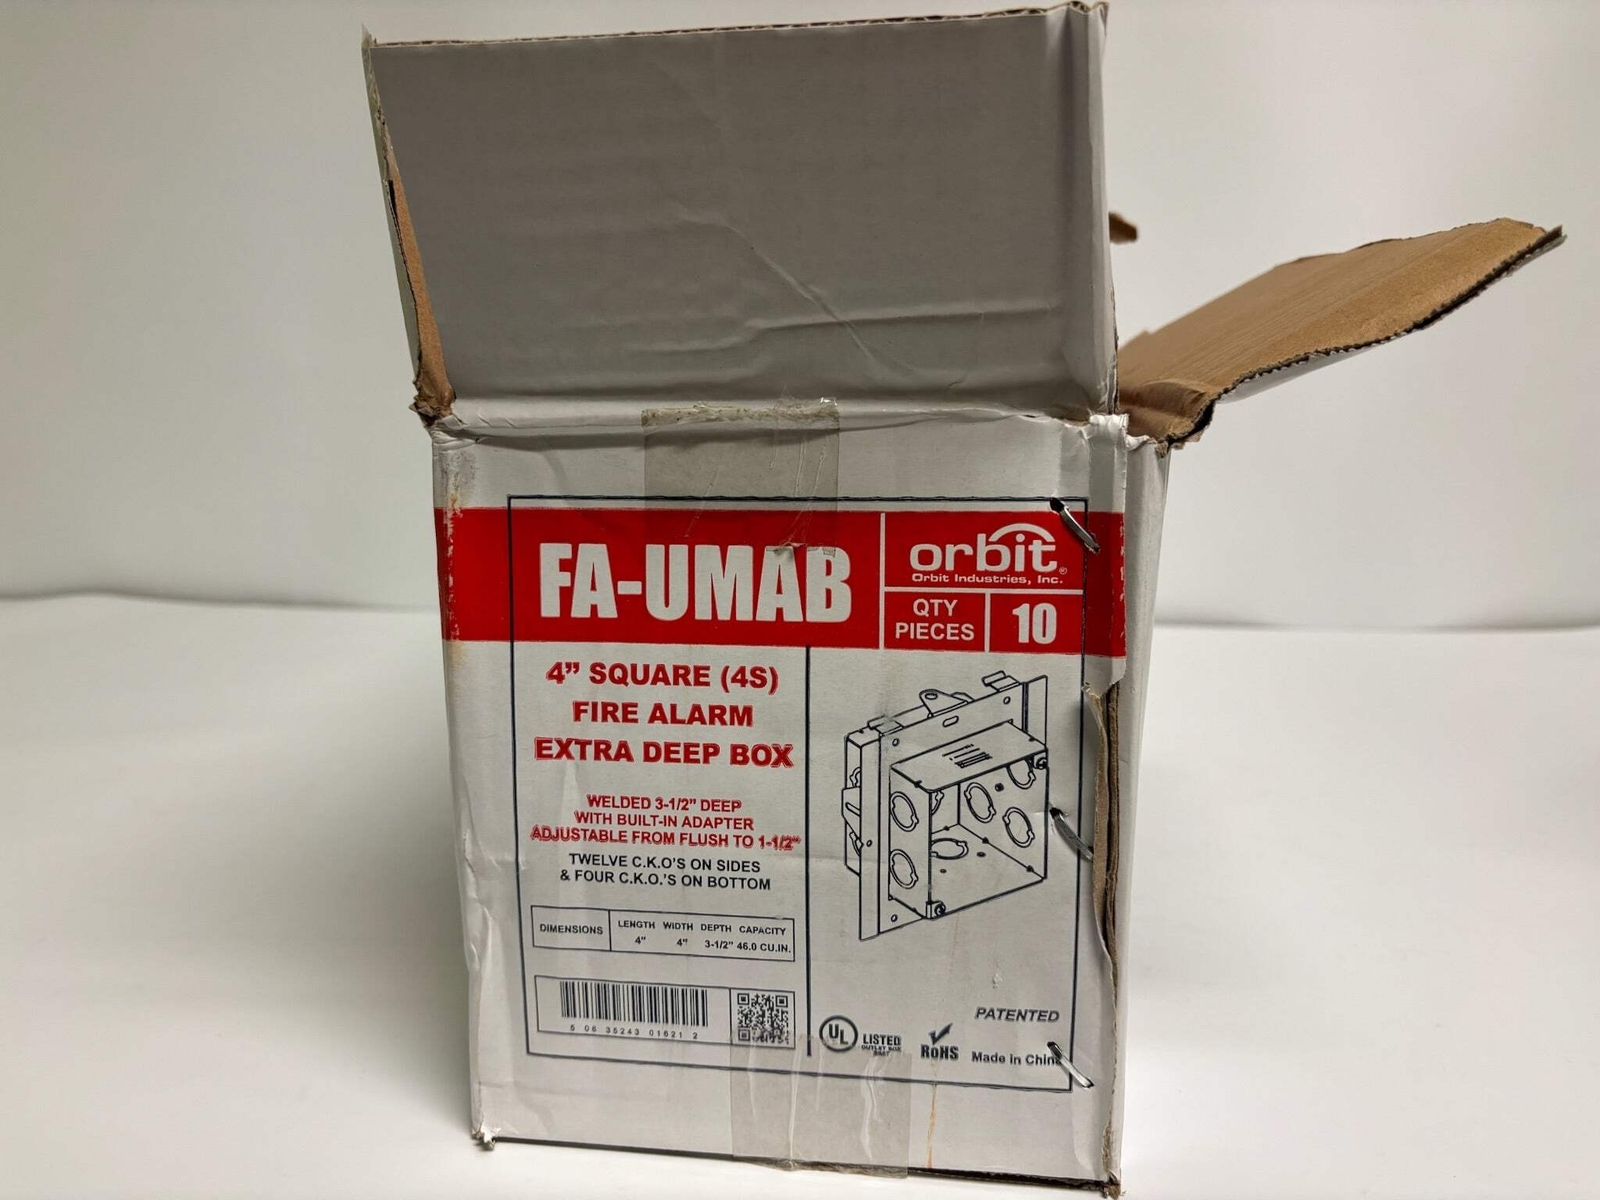 FA-UMAB
orbit®
Orbit Industries, Inc.
QTY
PIECES
10
4” SQUARE (4S)
FIRE ALARM
EXTRA DEEP BOX
WELDED 3-1/2” DEEP
WITH BUILT-IN ADAPTER
ADJUSTABLE FROM FLUSH TO 1-1/2”
TWELVE C.K.O'S ON SIDES
& FOUR C.K.O.'S ON BOTTOM
DIMENSIONS
LENGTH WIDTH DEPTH CAPACITY
4" 4" 3-1/2" 46.0 CU.IN.
5 06 35243 01621 2
UL
LISTED
OUTLET BOX
RoHS
PATENTED
Made in China